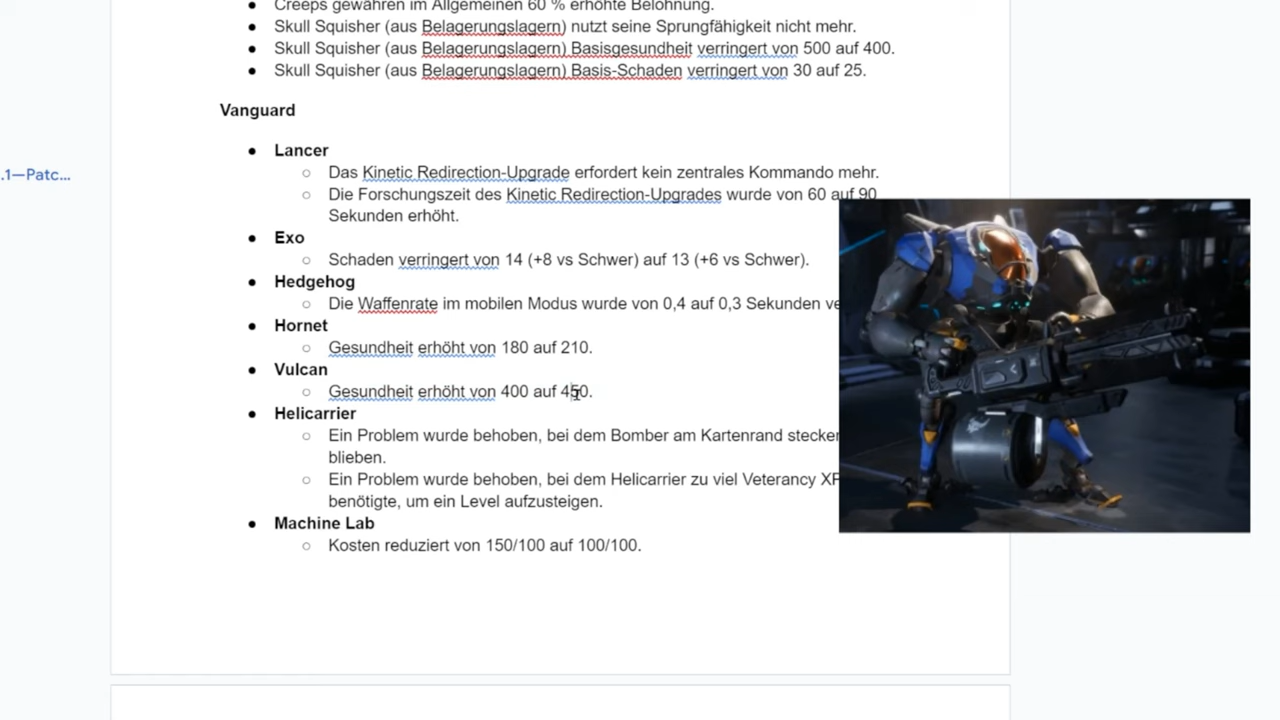 Creeps gewähren im Allgemeinen 60 % erhöhte Belohnung.
Skull Squisher (aus Belagerungslagern) nutzt seine Sprungfähigkeit nicht mehr.
Skull Squisher (aus Belagerungslagern) Basisgesundheit verringert von 500 auf 400.
Skull Squisher (aus Belagerungslagern) Basis-Schaden verringert von 30 auf 25.
Vanguard
Lancer
.1—Patc...
Das Kinetic Redirection-Upgrade erfordert kein zentrales Kommando mehr.
Die Forschungszeit des Kinetic Redirection-Upgrades wurde von 60 auf 90
Sekunden erhöht.
Exo
Schaden verringert von 14 (+8 vs Schwer) auf 13 (+6 vs Schwer).
Hedgehog
Die Waffenrate im mobilen Modus wurde von 0,4 auf 0,3 Sekunden ve
Hornet
Gesundheit erhöht von 180 auf 210.
Vulcan
Gesundheit erhöht von 400 auf 450.
Helicarrier
Ein Problem wurde behoben, bei dem Bomber am Kartenrand stecken
blieben.
Ein Problem wurde behoben, bei dem Helicarrier zu viel Veterancy XP
benötigte, um ein Level aufzusteigen.
Machine Lab
Kosten reduziert von 150/100 auf 100/100.